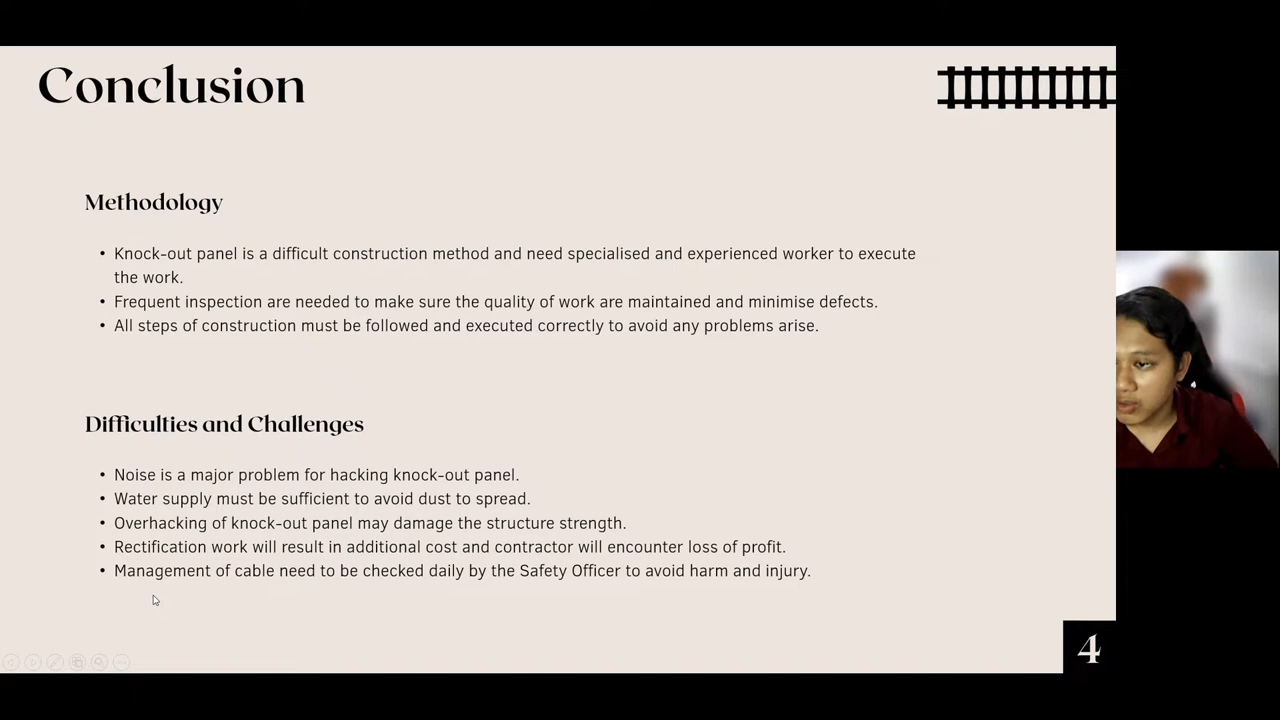 Conclusion
Methodology
• Knock-out panel is a difficult construction method and need specialised and experienced worker to execute
the work.
• Frequent inspection are needed to make sure the quality of work are maintained and minimise defects.
• All steps of construction must be followed and executed correctly to avoid any problems arise.
Difficulties and Challenges
• Noise is a major problem for hacking knock-out panel.
• Water supply must be sufficient to avoid dust to spread.
• Overhacking of knock-out panel may damage the structure strength.
• Rectification work will result in additional cost and contractor will encounter loss of profit.
• Management of cable need to be checked daily by the Safety Officer to avoid harm and injury.
4